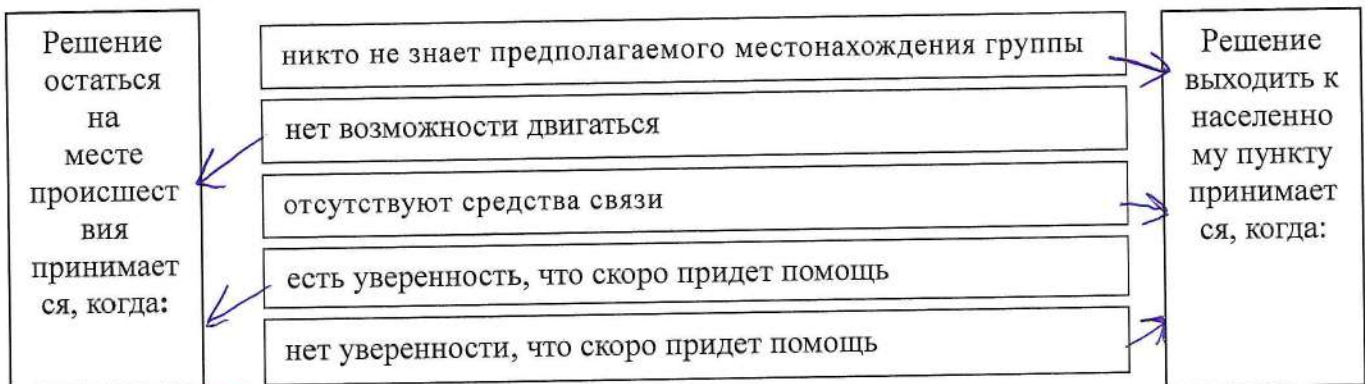 Решение
остаться
на
месте
происшест
вия
принимает
ся, когда:
никто не знает предполагаемого местонахождения группы
нет возможности двигаться
отсутствуют средства связи
есть уверенность, что скоро придет помощь
нет уверенности, что скоро придет помощь
Решение
выходить к
населенно
му пункту
принимает
ся, когда: